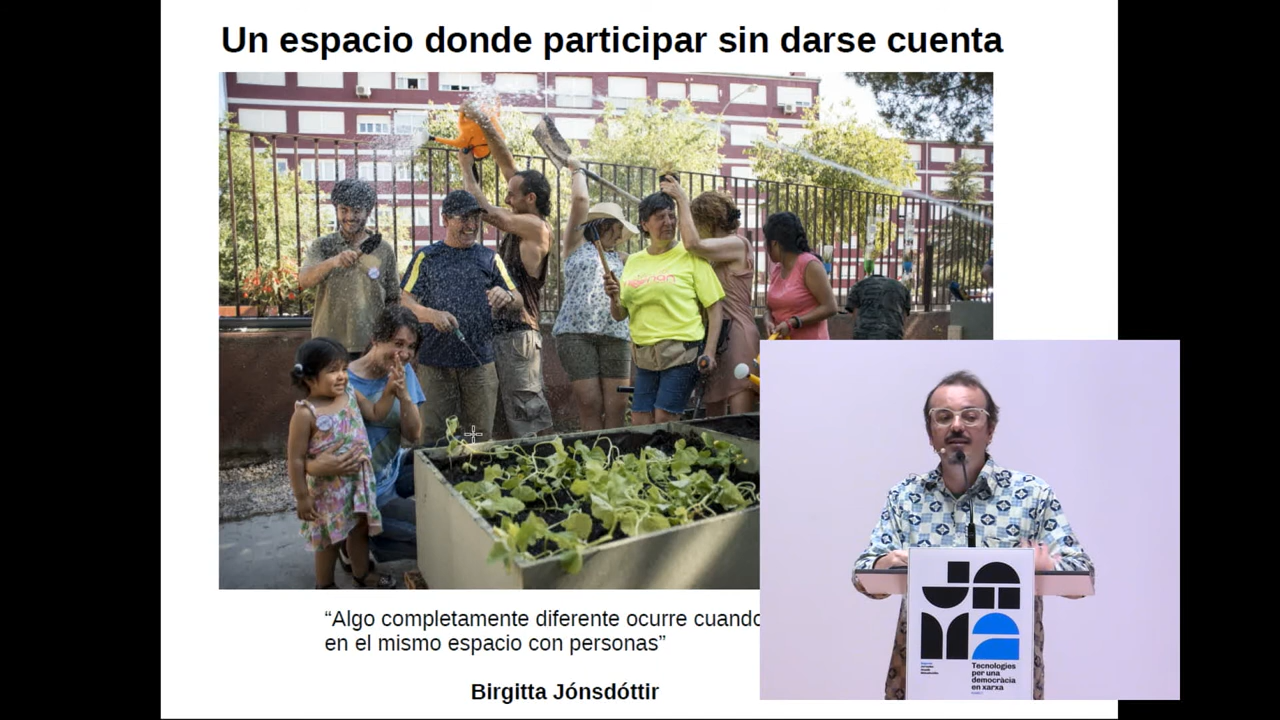 Un espacio donde participar sin darse cuenta
“Algo completamente diferente ocurre cuando
en el mismo espacio con personas”
Birgitta Jónsdóttir
Tecnologies
per una
democràcia
en xarxa